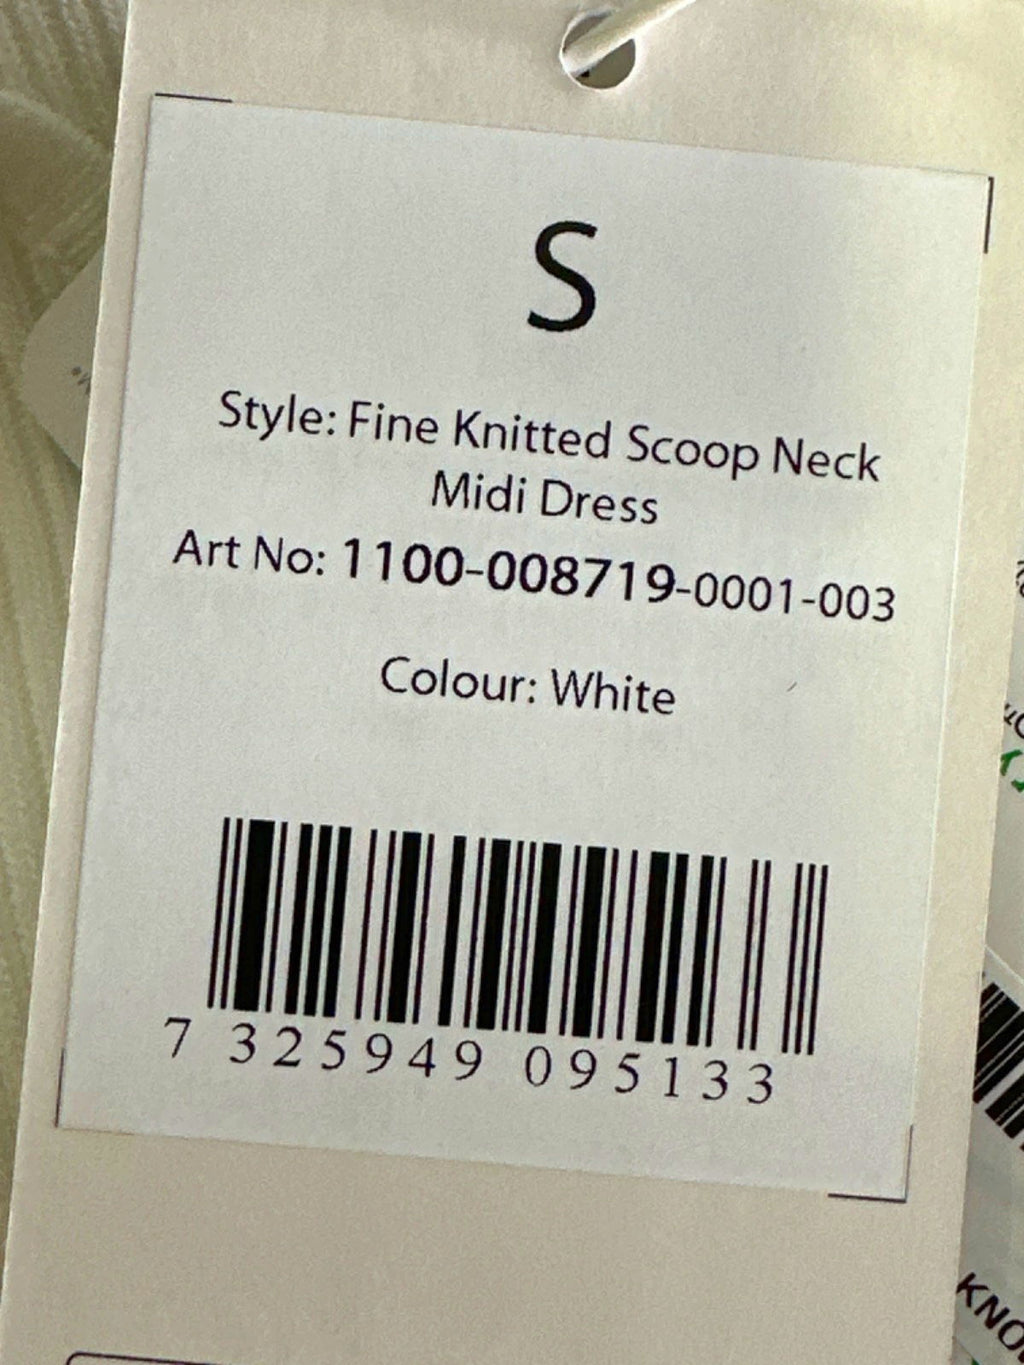 S
Style: Fine Knitted Scoop Neck
Midi Dress
Art No: 1100-008719-0001-003
Colour: White
7 325949 095133